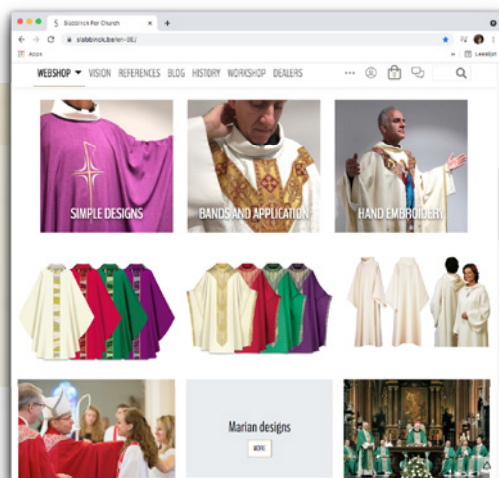 Slabbinck For Church
slabbinck.be/en-BE/
Apps
Leeslijst
WEBSHOP VISION REFERENCES BLOG HISTORY WORKSHOP DEALERS
SIMPLE DESIGNS
BANDS AND APPLICATION
HAND EMBROIDERY
Marian designs
MORE